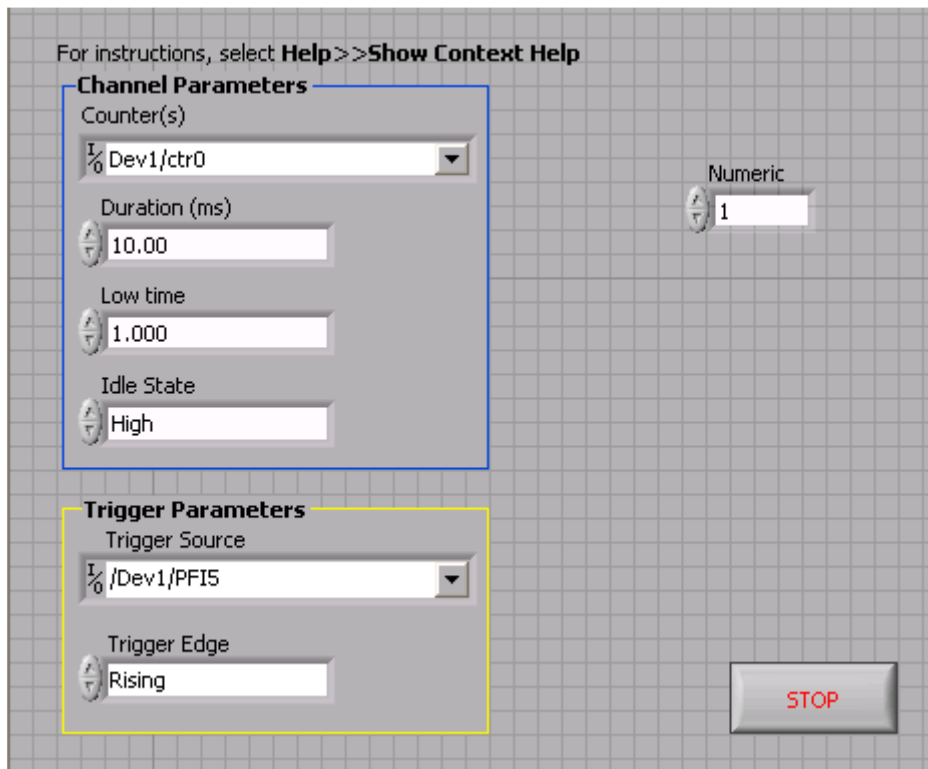 For instructions, select Help>>Show Context Help
Channel Parameters
Counter(s)
I/O Dev1/ctr0
Duration (ms)
10.00
Low time
1.000
Idle State
High
Numeric
1
Trigger Parameters
Trigger Source
I/O /Dev1/PFI5
Trigger Edge
Rising
STOP